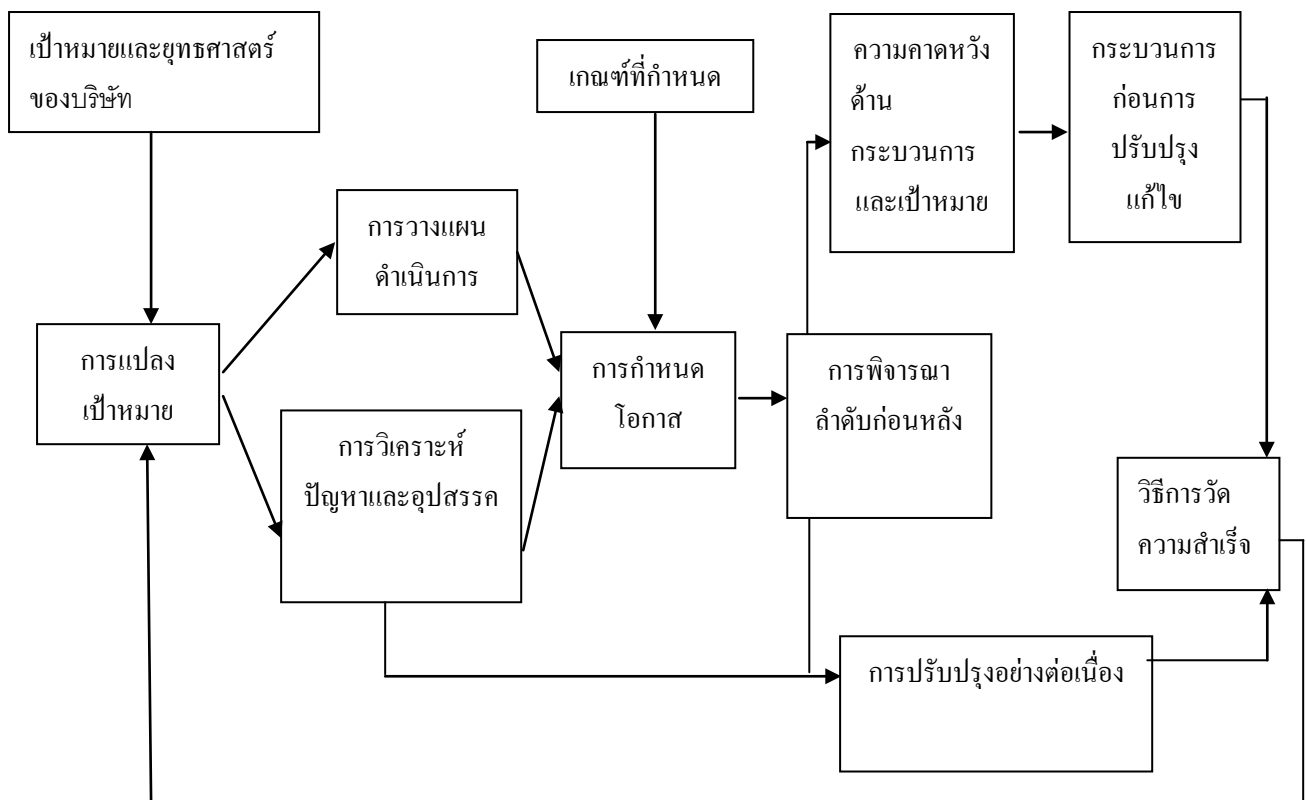 เป้าหมายและยุทธศาสตร์
ของบริษัท
เกณฑ์ที่กำหนด
ความคาดหวัง
ด้าน
กระบวนการ
และเป้าหมาย
กระบวนการ
ก่อนการ
ปรับปรุง
แก้ไข
การวางแผน
ดำเนินการ
การแปลง
เป้าหมาย
การวิเคราะห์
ปัญหาและอุปสรรค
การกำหนด
โอกาส
การพิจารณา
ลำดับก่อนหลัง
วิธีการวัด
ความสำเร็จ
การปรับปรุงอย่างต่อเนื่อง